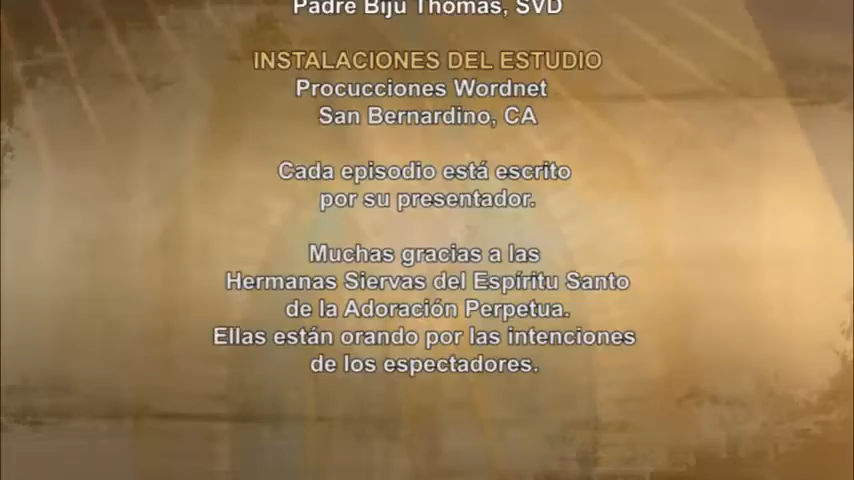 Padre Biju Thomas, SVD
INSTALACIONES DEL ESTUDIO
Procucciones Wordnet
San Bernardino, CA
Cada episodio está escrito
por su presentador.
Muchas gracias a las
Hermanas Siervas del Espíritu Santo
de la Adoración Perpetua.
Ellas están orando por las intenciones
de los espectadores.